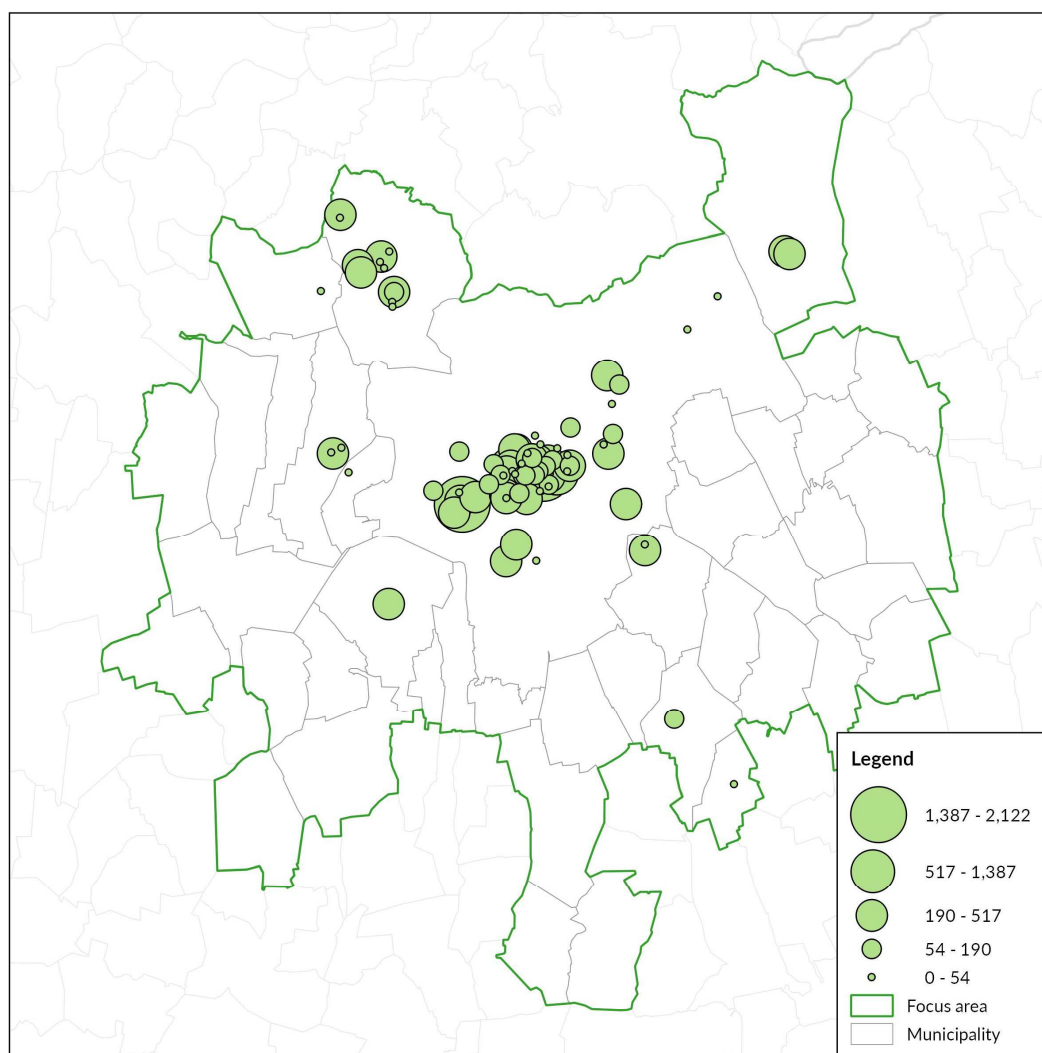 Legend
1,387 - 2,122
517 - 1,387
190 - 517
54 - 190
0 - 54
Focus area
Municipality